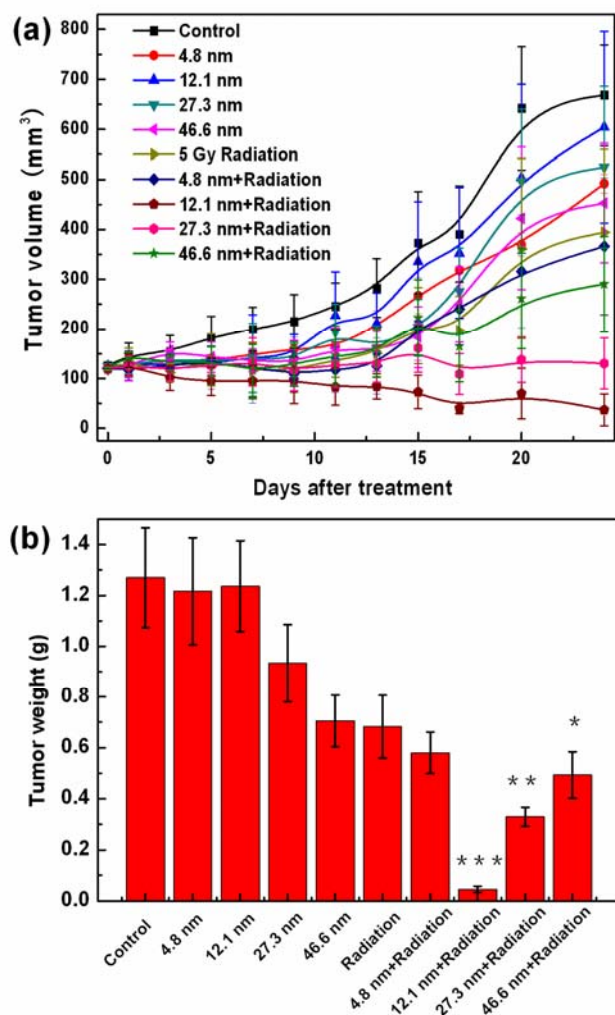 (a)
800
700
600
500
400
300
200
100
0
Tumor volume (mm³)
Control
4.8 nm
12.1 nm
27.3 nm
46.6 nm
5 Gy Radiation
4.8 nm+Radiation
12.1 nm+Radiation
27.3 nm+Radiation
46.6 nm+Radiation
0 5 10 15 20
Days after treatment
(b)
1.4
1.2
1.0
0.8
0.6
0.4
0.2
0.0
Tumor weight (g)
***
**
*
Control
4.8 nm
12.1 nm
27.3 nm
46.6 nm
Radiation
4.8 nm+Radiation
12.1 nm+Radiation
27.3 nm+Radiation
46.6 nm+Radiation